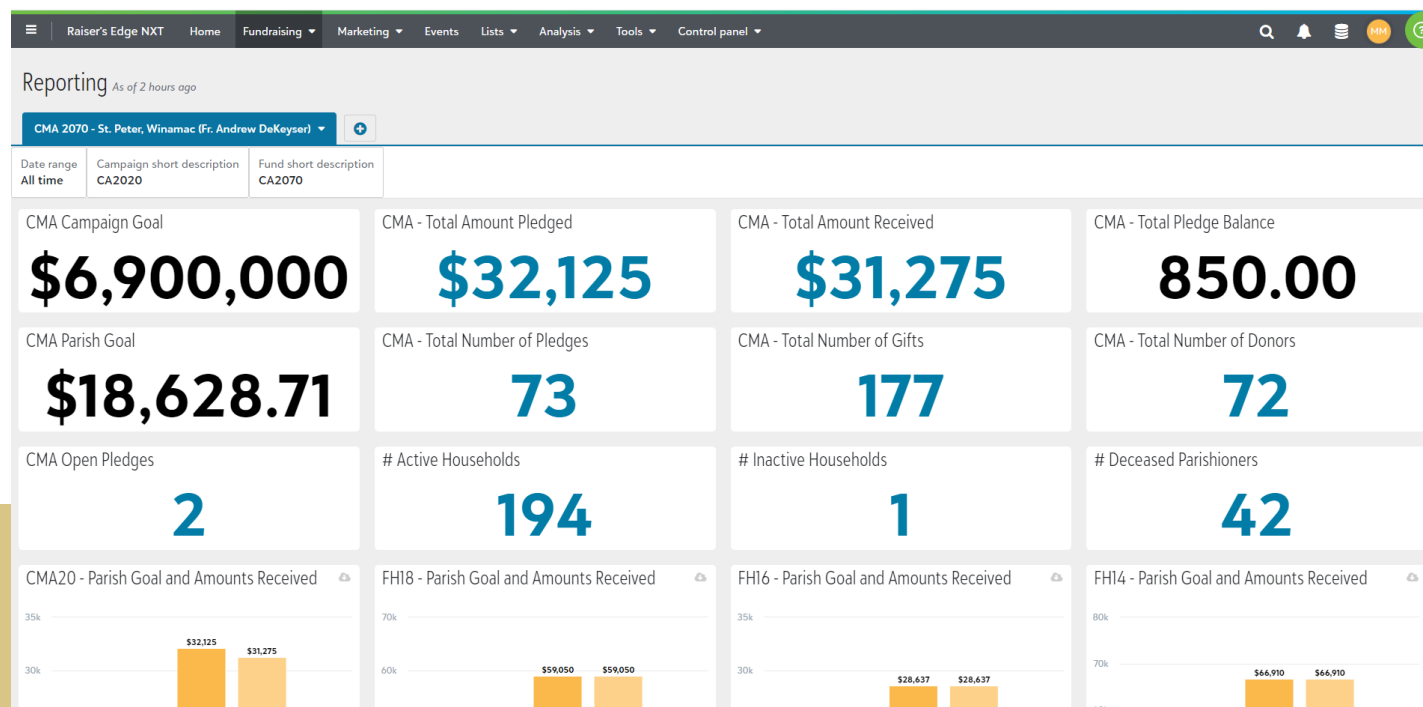 Raiser's Edge NXT Home Fundraising Marketing Events Lists Analysis Tools Control panel MM ?
Reporting As of 2 hours ago
CMA 2070 - St. Peter, Winamac (Fr. Andrew DeKeyser)
Date range Campaign short description Fund short description
All time CA2020 CA2070
CMA Campaign Goal CMA - Total Amount Pledged CMA - Total Amount Received CMA - Total Pledge Balance
$6,900,000 $32,125 $31,275 850.00
CMA Parish Goal CMA - Total Number of Pledges CMA - Total Number of Gifts CMA - Total Number of Donors
$18,628.71 73 177 72
CMA Open Pledges # Active Households # Inactive Households # Deceased Parishioners
2 194 1 42
CMA20 - Parish Goal and Amounts Received FH18 - Parish Goal and Amounts Received FH16 - Parish Goal and Amounts Received FH14 - Parish Goal and Amounts Received
35k 70k 35k 80k
$32,125 $31,275
30k 60k $59,050 $59,050 30k 70k
$28,637 $28,637 $66,910 $66,910